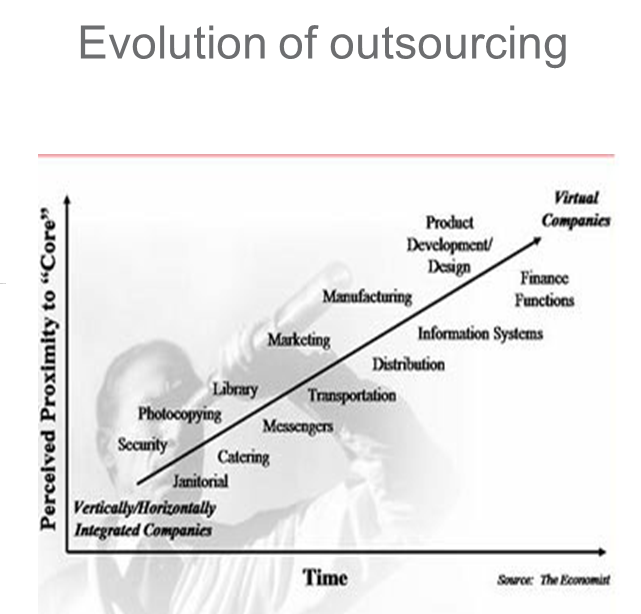 Evolution of outsourcing
Perceived Proximity to “Core”
Virtual
Companies
Product
Development/
Design
Finance
Functions
Manufacturing
Information Systems
Marketing
Distribution
Library
Transportation
Photocopying
Messengers
Security
Catering
Janitorial
Vertically/Horizontally
Integrated Companies
Time
Source: The Economist